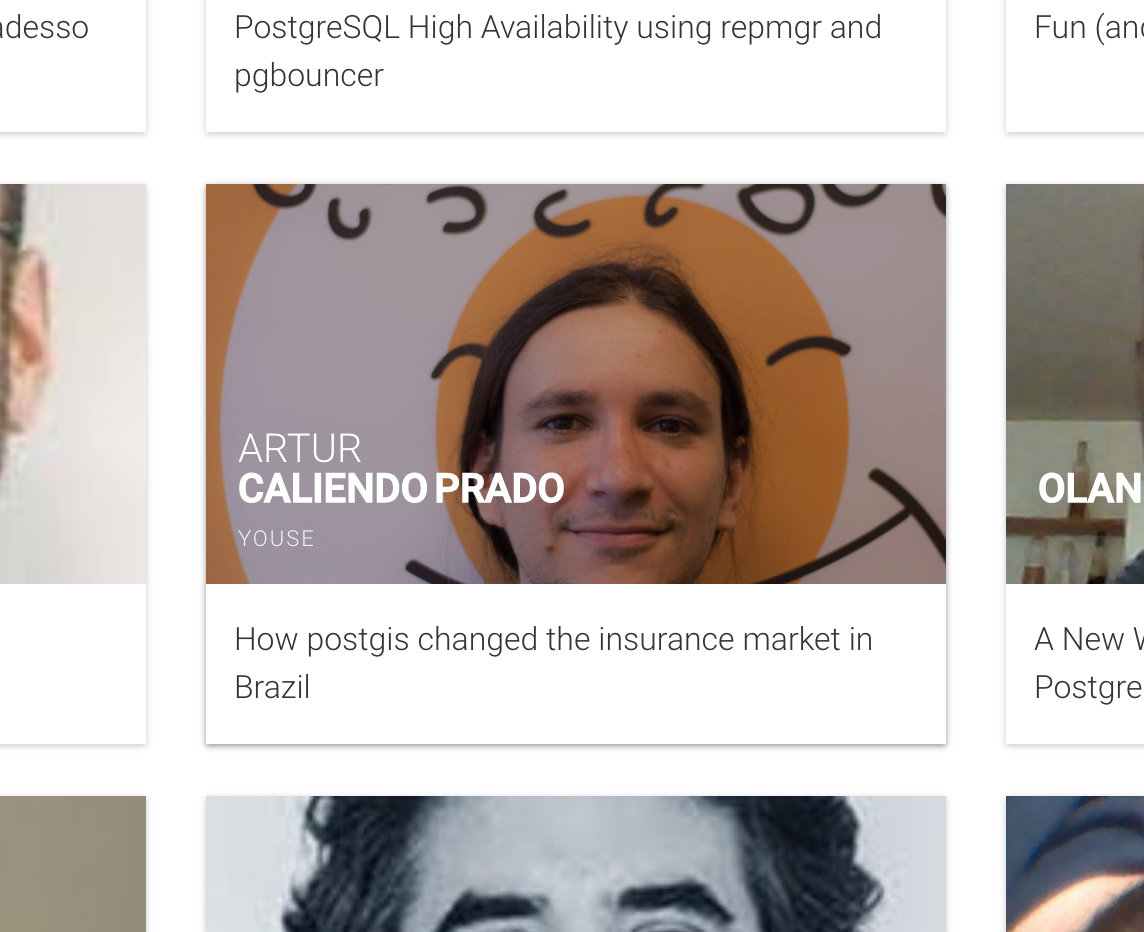 adesso
PostgreSQL High Availability using repmgr and
pgbouncer
Fun (and
ARTUR
CALIENDO PRADO
YOUSE
How postgis changed the insurance market in
Brazil
OLAN
A New
Postgre